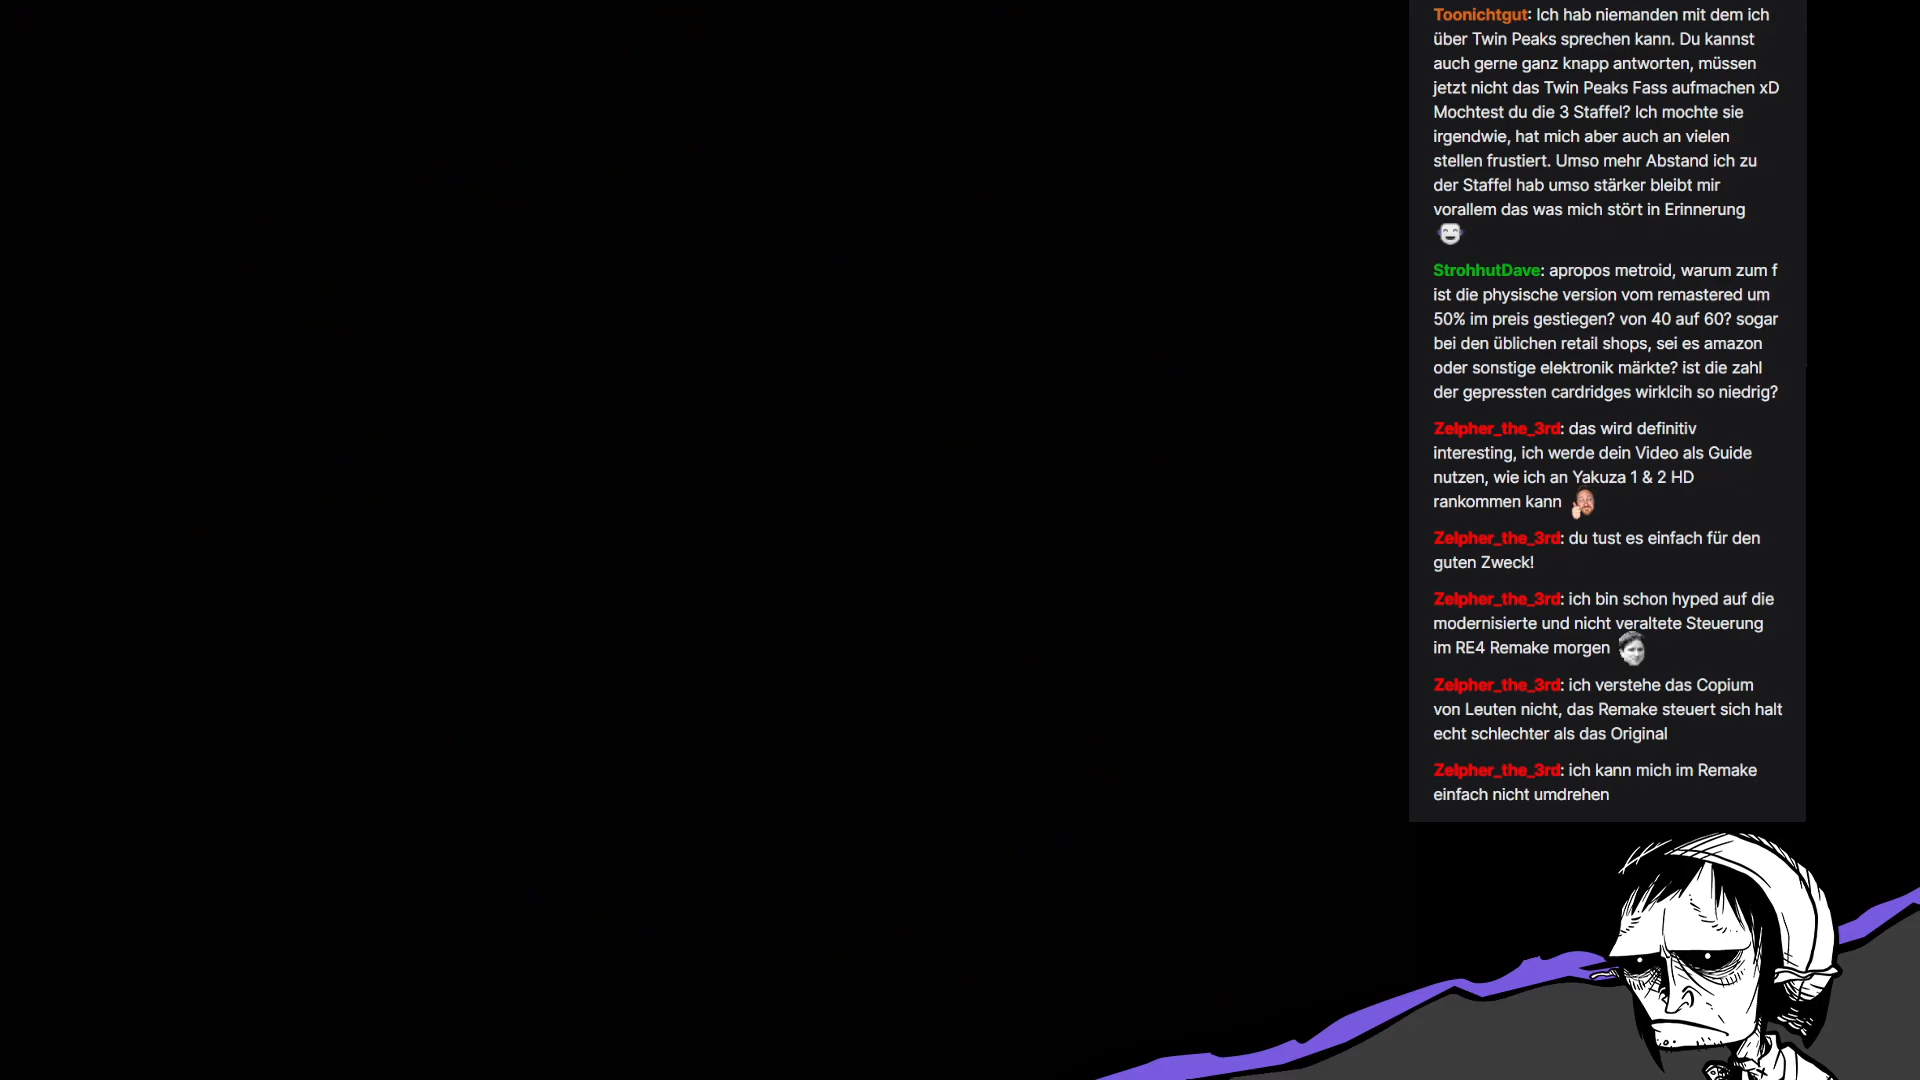 Toonichtgut: Ich hab niemanden mit dem ich
über Twin Peaks sprechen kann. Du kannst
auch gerne ganz knapp antworten, müssen
jetzt nicht das Twin Peaks Fass aufmachen xD
Mochtest du die 3 Staffel? Ich mochte sie
irgendwie, hat mich aber auch an vielen
stellen frustiert. Umso mehr Abstand ich zu
der Staffel hab umso stärker bleibt mir
vorallem das was mich stört in Erinnerung
StrohhutDave: apropos metroid, warum zum f
ist die physische version vom remastered um
50% im preis gestiegen? von 40 auf 60? sogar
bei den üblichen retail shops, sei es amazon
oder sonstige elektronik märkte? ist die zahl
der gepressten cardridges wirklcih so niedrig?
Zelpher_the_3rd: das wird definitiv
interesting, ich werde dein Video als Guide
nutzen, wie ich an Yakuza 1 & 2 HD
rankommen kann
Zelpher_the_3rd: du tust es einfach für den
guten Zweck!
Zelpher_the_3rd: ich bin schon hyped auf die
modernisierte und nicht veraltete Steuerung
im RE4 Remake morgen
Zelpher_the_3rd: ich verstehe das Copium
von Leuten nicht, das Remake steuert sich halt
echt schlechter als das Original
Zelpher_the_3rd: ich kann mich im Remake
einfach nicht umdrehen